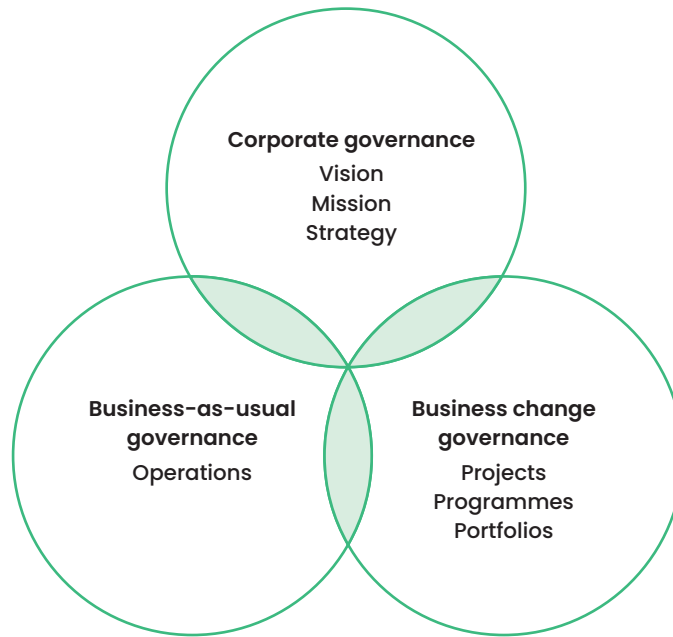 Corporate governance
Vision
Mission
Strategy
Business-as-usual
governance
Operations
Business change
governance
Projects
Programmes
Portfolios